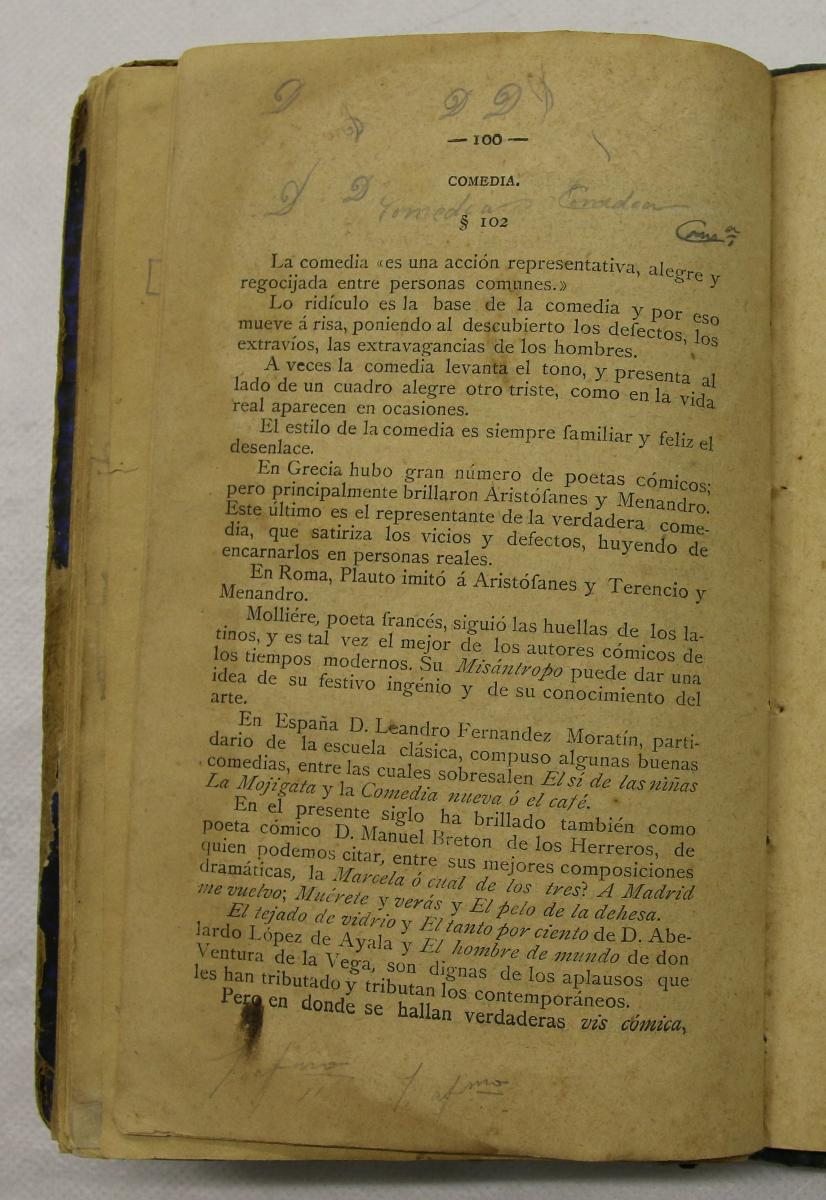 D D D
— 100 —
COMEDIA.
D D Comedia Comedia
§ 102
La comedia «es una acción representativa, alegre y
regocijada entre personas comunes.»
Lo ridículo es la base de la comedia y por eso
mueve á risa, poniendo al descubierto los defectos, los
extravíos, las extravagancias de los hombres.
A veces la comedia levanta el tono, y presenta al
lado de un cuadro alegre otro triste, como en la vida
real aparecen en ocasiones.
El estilo de la comedia es siempre familiar y feliz el
desenlace.
En Grecia hubo gran número de poetas cómicos;
pero principalmente brillaron Aristófanes y Menandro.
Este último es el representante de la verdadera come-
dia, que satiriza los vicios y defectos, huyendo de
encarnarlos en personas reales.
En Roma, Plauto imitó á Aristófanes y Terencio y
Menandro.
Molliére, poeta francés, siguió las huellas de los la-
tinos, y es tal vez el mejor de los autores cómicos de
los tiempos modernos. Su Misántropo puede dar una
idea de su festivo ingénio y de su conocimiento del
arte.
En España D. Leandro Fernandez Moratín, parti-
dario de la escuela clásica, compuso algunas buenas
comedias, entre las cuales sobresalen El sí de las niñas
La Mojigata y la Comedia nueva ó el café.
En el presente siglo ha brillado también como
poeta cómico D. Manuel Breton de los Herreros, de
quien podemos citar, entre sus mejores composiciones
dramáticas, la Marcela ó cual de los tres? A Madrid
me vuelvo; Muérete y verás y El pelo de la dehesa.
El tejado de vidrio y El tanto por ciento de D. Abe-
lardo López de Ayala y El hombre de mundo de don
Ventura de la Vega, son dignas de los aplausos que
les han tributado y tributan los contemporáneos.
Pero en donde se hallan verdaderas vis cómica,